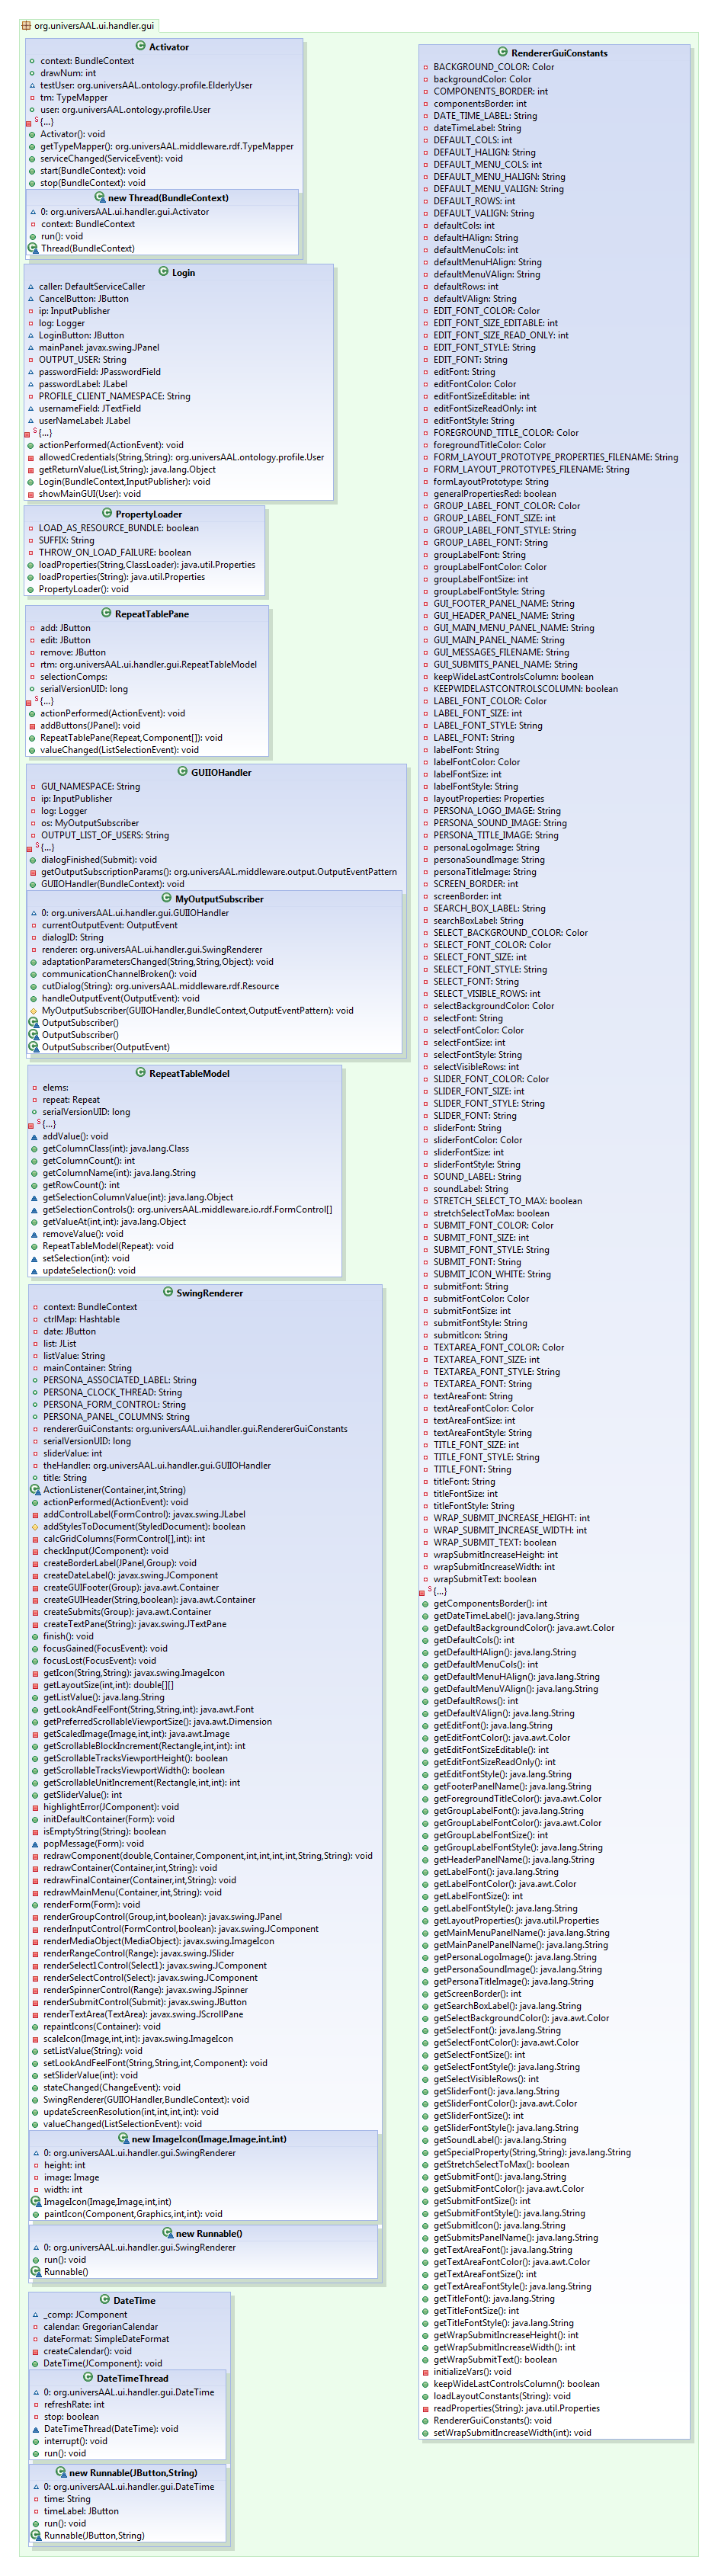 org.universAAL.ui.handler.gui
Activator
context: BundleContext
drawNum: int
testUser: org.universAAL.ontology.profile.ElderlyUser
tm: TypeMapper
user: org.universAAL.ontology.profile.User
S{...}
Activator(): void
getTypeMapper(): org.universAAL.middleware.rdf.TypeMapper
serviceChanged(ServiceEvent): void
start(BundleContext): void
stop(BundleContext): void
new Thread(BundleContext)
0: org.universAAL.ui.handler.gui.Activator
context: BundleContext
run(): void
Thread(BundleContext)
Login
caller: DefaultServiceCaller
CancelButton: JButton
ip: InputPublisher
log: Logger
LoginButton: JButton
mainPanel: javax.swing.JPanel
OUTPUT_USER: String
passwordField: JPasswordField
passwordLabel: JLabel
PROFILE_CLIENT_NAMESPACE: String
usernameField: JTextField
userNameLabel: JLabel
S{...}
actionPerformed(ActionEvent): void
allowedCredentials(String,String): org.universAAL.ontology.profile.User
getReturnValue(List,String): java.lang.Object
Login(BundleContext,InputPublisher): void
showMainGUI(User): void
PropertyLoader
LOAD_AS_RESOURCE_BUNDLE: boolean
SUFFIX: String
THROW_ON_LOAD_FAILURE: boolean
loadProperties(String,ClassLoader): java.util.Properties
loadProperties(String): java.util.Properties
PropertyLoader(): void
RepeatTablePane
add: JButton
edit: JButton
remove: JButton
rtm: org.universAAL.ui.handler.gui.RepeatTableModel
selectionComps:
serialVersionUID: long
S{...}
actionPerformed(ActionEvent): void
addButtons(JPanel): void
RepeatTablePane(Repeat,Component[]): void
valueChanged(ListSelectionEvent): void
GUIIOHandler
GUI_NAMESPACE: String
ip: InputPublisher
log: Logger
os: MyOutputSubscriber
OUTPUT_LIST_OF_USERS: String
S{...}
dialogFinished(Submit): void
getOutputSubscriptionParams(): org.universAAL.middleware.output.OutputEventPattern
GUIIOHandler(BundleContext): void
MyOutputSubscriber
0: org.universAAL.ui.handler.gui.GUIIOHandler
currentOutputEvent: OutputEvent
dialogID: String
renderer: org.universAAL.ui.handler.gui.SwingRenderer
adaptationParametersChanged(String,String,Object): void
communicationChannelBroken(): void
cutDialog(String): org.universAAL.middleware.rdf.Resource
handleOutputEvent(OutputEvent): void
MyOutputSubscriber(GUIIOHandler,BundleContext,OutputEventPattern): void
OutputSubscriber()
OutputSubscriber()
OutputSubscriber(OutputEvent)
RepeatTableModel
elems:
repeat: Repeat
serialVersionUID: long
S{...}
addValue(): void
getColumnClass(int): java.lang.Class
getColumnCount(): int
getColumnName(int): java.lang.String
getRowCount(): int
getSelectionColumnValue(int): java.lang.Object
getSelectionControls(): org.universAAL.middleware.io.rdf.FormControl[]
getValueAt(int,int): java.lang.Object
removeValue(): void
RepeatTableModel(Repeat): void
setSelection(int): void
updateSelection(): void
SwingRenderer
context: BundleContext
ctrlMap: Hashtable
date: JButton
list: JList
listValue: String
mainContainer: String
PERSONA_ASSOCIATED_LABEL: String
PERSONA_CLOCK_THREAD: String
PERSONA_FORM_CONTROL: String
PERSONA_PANEL_COLUMNS: String
rendererGuiConstants: org.universAAL.ui.handler.gui.RendererGuiConstants
serialVersionUID: long
sliderValue: int
theHandler: org.universAAL.ui.handler.gui.GUIIOHandler
title: String
ActionListener(Container,int,String)
actionPerformed(ActionEvent): void
addControlLabel(FormControl): javax.swing.JLabel
addStylesToDocument(StyledDocument): boolean
calcGridColumns(FormControl[],int): int
checkInput(JComponent): void
createBorderLabel(JPanel,Group): void
createDateLabel(): javax.swing.JComponent
createGUIFooter(Group): java.awt.Container
createGUIHeader(String,boolean): java.awt.Container
createSubmits(Group): java.awt.Container
createTextPane(String): javax.swing.JTextPane
finish(): void
focusGained(FocusEvent): void
focusLost(FocusEvent): void
getIcon(String,String): javax.swing.ImageIcon
getLayoutSize(int,int): double[][]
getListValue(): java.lang.String
getLookAndFeelFont(String,String,int): java.awt.Font
getPreferredScrollableViewportSize(): java.awt.Dimension
getScaledImage(Image,int,int): java.awt.Image
getScrollableBlockIncrement(Rectangle,int,int): int
getScrollableTracksViewportHeight(): boolean
getScrollableTracksViewportWidth(): boolean
getScrollableUnitIncrement(Rectangle,int,int): int
getSliderValue(): int
highlightError(JComponent): void
initDefaultContainer(Form): void
isEmptyString(String): boolean
popMessage(Form): void
redrawComponent(double,Container,Component,int,int,int,int,String,String): void
redrawContainer(Container,int,String): void
redrawFinalContainer(Container,int,String): void
redrawMainMenu(Container,int,String): void
renderForm(Form): void
renderGroupControl(Group,int,boolean): javax.swing.JPanel
renderInputControl(FormControl,boolean): javax.swing.JComponent
renderMediaObject(MediaObject): javax.swing.ImageIcon
renderRangeControl(Range): javax.swing.JSlider
renderSelect1Control(Select1): javax.swing.JComponent
renderSelectControl(Select): javax.swing.JComponent
renderSpinnerControl(Range): javax.swing.JSpinner
renderSubmitControl(Submit): javax.swing.JButton
renderTextArea(TextArea): javax.swing.JScrollPane
repaintIcons(Container): void
scaleIcon(Image,int,int): javax.swing.ImageIcon
setListValue(String): void
setLookAndFeelFont(String,String,int,Component): void
setSliderValue(int): void
stateChanged(ChangeEvent): void
SwingRenderer(GUIIOHandler,BundleContext): void
updateScreenResolution(int,int,int,int): void
valueChanged(ListSelectionEvent): void
new ImageIcon(Image,Image,int,int)
0: org.universAAL.ui.handler.gui.SwingRenderer
height: int
image: Image
width: int
ImageIcon(Image,Image,int,int)
paintIcon(Component,Graphics,int,int): void
new Runnable()
0: org.universAAL.ui.handler.gui.SwingRenderer
run(): void
Runnable()
DateTime
_comp: JComponent
calendar: GregorianCalendar
dateFormat: SimpleDateFormat
createCalendar(): void
DateTime(JComponent): void
DateTimeThread
0: org.universAAL.ui.handler.gui.DateTime
refreshRate: int
stop: boolean
DateTimeThread(DateTime): void
interrupt(): void
run(): void
new Runnable(JButton,String)
0: org.universAAL.ui.handler.gui.DateTime
time: String
timeLabel: JButton
run(): void
Runnable(JButton,String)
RendererGuiConstants
BACKGROUND_COLOR: Color
backgroundColor: Color
COMPONENTS_BORDER: int
componentsBorder: int
DATE_TIME_LABEL: String
dateTimeLabel: String
DEFAULT_COLS: int
DEFAULT_HALIGN: String
DEFAULT_MENU_COLS: int
DEFAULT_MENU_HALIGN: String
DEFAULT_MENU_VALIGN: String
DEFAULT_ROWS: int
DEFAULT_VALIGN: String
defaultCols: int
defaultHAlign: String
defaultMenuCols: int
defaultMenuHAlign: String
defaultMenuVAlign: String
defaultRows: int
defaultVAlign: String
EDIT_FONT_COLOR: Color
EDIT_FONT_SIZE_EDITABLE: int
EDIT_FONT_SIZE_READ_ONLY: int
EDIT_FONT_STYLE: String
EDIT_FONT: String
editFont: String
editFontColor: Color
editFontSizeEditable: int
editFontSizeReadOnly: int
editFontStyle: String
FOREGROUND_TITLE_COLOR: Color
foregroundTitleColor: Color
FORM_LAYOUT_PROTOTYPE_PROPERTIES_FILENAME: String
FORM_LAYOUT_PROTOTYPES_FILENAME: String
formLayoutPrototype: String
generalPropertiesRed: boolean
GROUP_LABEL_FONT_COLOR: Color
GROUP_LABEL_FONT_SIZE: int
GROUP_LABEL_FONT_STYLE: String
GROUP_LABEL_FONT: String
groupLabelFont: String
groupLabelFontColor: Color
groupLabelFontSize: int
groupLabelFontStyle: String
GUI_FOOTER_PANEL_NAME: String
GUI_HEADER_PANEL_NAME: String
GUI_MAIN_MENU_PANEL_NAME: String
GUI_MAIN_PANEL_NAME: String
GUI_MESSAGES_FILENAME: String
GUI_SUBMITS_PANEL_NAME: String
keepWideLastControlsColumn: boolean
KEEPWIDELASTCONTROLSCOLUMN: boolean
LABEL_FONT_COLOR: Color
LABEL_FONT_SIZE: int
LABEL_FONT_STYLE: String
LABEL_FONT: String
labelFont: String
labelFontColor: Color
labelFontSize: int
labelFontStyle: String
layoutProperties: Properties
PERSONA_LOGO_IMAGE: String
PERSONA_SOUND_IMAGE: String
PERSONA_TITLE_IMAGE: String
personaLogoImage: String
personaSoundImage: String
personaTitleImage: String
SCREEN_BORDER: int
screenBorder: int
SEARCH_BOX_LABEL: String
searchBoxLabel: String
SELECT_BACKGROUND_COLOR: Color
SELECT_FONT_COLOR: Color
SELECT_FONT_SIZE: int
SELECT_FONT_STYLE: String
SELECT_FONT: String
SELECT_VISIBLE_ROWS: int
selectBackgroundColor: Color
selectFont: String
selectFontColor: Color
selectFontSize: int
selectFontStyle: String
selectVisibleRows: int
SLIDER_FONT_COLOR: Color
SLIDER_FONT_SIZE: int
SLIDER_FONT_STYLE: String
SLIDER_FONT: String
sliderFont: String
sliderFontColor: Color
sliderFontSize: int
sliderFontStyle: String
SOUND_LABEL: String
soundLabel: String
STRETCH_SELECT_TO_MAX: boolean
stretchSelectToMax: boolean
SUBMIT_FONT_COLOR: Color
SUBMIT_FONT_SIZE: int
SUBMIT_FONT_STYLE: String
SUBMIT_FONT: String
SUBMIT_ICON_WHITE: String
submitFont: String
submitFontColor: Color
submitFontSize: int
submitFontStyle: String
submitIcon: String
TEXTAREA_FONT_COLOR: Color
TEXTAREA_FONT_SIZE: int
TEXTAREA_FONT_STYLE: String
TEXTAREA_FONT: String
textAreaFont: String
textAreaFontColor: Color
textAreaFontSize: int
textAreaFontStyle: String
TITLE_FONT_SIZE: int
TITLE_FONT_STYLE: String
TITLE_FONT: String
titleFont: String
titleFontSize: int
titleFontStyle: String
WRAP_SUBMIT_INCREASE_HEIGHT: int
WRAP_SUBMIT_INCREASE_WIDTH: int
WRAP_SUBMIT_TEXT: boolean
wrapSubmitIncreaseHeight: int
wrapSubmitIncreaseWidth: int
wrapSubmitText: boolean
S{...}
getComponentsBorder(): int
getDateTimeLabel(): java.lang.String
getDefaultBackgroundColor(): java.awt.Color
getDefaultCols(): int
getDefaultHAlign(): java.lang.String
getDefaultMenuCols(): int
getDefaultMenuHAlign(): java.lang.String
getDefaultMenuVAlign(): java.lang.String
getDefaultRows(): int
getDefaultVAlign(): java.lang.String
getEditFont(): java.lang.String
getEditFontColor(): java.awt.Color
getEditFontSizeEditable(): int
getEditFontSizeReadOnly(): int
getEditFontStyle(): java.lang.String
getFooterPanelName(): java.lang.String
getForegroundTitleColor(): java.awt.Color
getGroupLabelFont(): java.lang.String
getGroupLabelFontColor(): java.awt.Color
getGroupLabelFontSize(): int
getGroupLabelFontStyle(): java.lang.String
getHeaderPanelName(): java.lang.String
getLabelFont(): java.lang.String
getLabelFontColor(): java.awt.Color
getLabelFontSize(): int
getLabelFontStyle(): java.lang.String
getLayoutProperties(): java.util.Properties
getMainMenuPanelName(): java.lang.String
getMainPanelPanelName(): java.lang.String
getPersonaLogoImage(): java.lang.String
getPersonaSoundImage(): java.lang.String
getPersonaTitleImage(): java.lang.String
getScreenBorder(): int
getSearchBoxLabel(): java.lang.String
getSelectBackgroundColor(): java.awt.Color
getSelectFont(): java.lang.String
getSelectFontColor(): java.awt.Color
getSelectFontSize(): int
getSelectFontStyle(): java.lang.String
getSelectVisibleRows(): int
getSliderFont(): java.lang.String
getSliderFontColor(): java.awt.Color
getSliderFontSize(): int
getSliderFontStyle(): java.lang.String
getSoundLabel(): java.lang.String
getSpecialProperty(String,String): java.lang.String
getStretchSelectToMax(): boolean
getSubmitFont(): java.lang.String
getSubmitFontColor(): java.awt.Color
getSubmitFontSize(): int
getSubmitFontStyle(): java.lang.String
getSubmitIcon(): java.lang.String
getSubmitsPanelName(): java.lang.String
getTextAreaFont(): java.lang.String
getTextAreaFontColor(): java.awt.Color
getTextAreaFontSize(): int
getTextAreaFontStyle(): java.lang.String
getTitleFont(): java.lang.String
getTitleFontSize(): int
getTitleFontStyle(): java.lang.String
getWrapSubmitIncreaseHeight(): int
getWrapSubmitIncreaseWidth(): int
getWrapSubmitText(): boolean
initializeVars(): void
keepWideLastControlsColumn(): boolean
loadLayoutConstants(String): void
readProperties(String): java.util.Properties
RendererGuiConstants(): void
setWrapSubmitIncreaseWidth(int): void